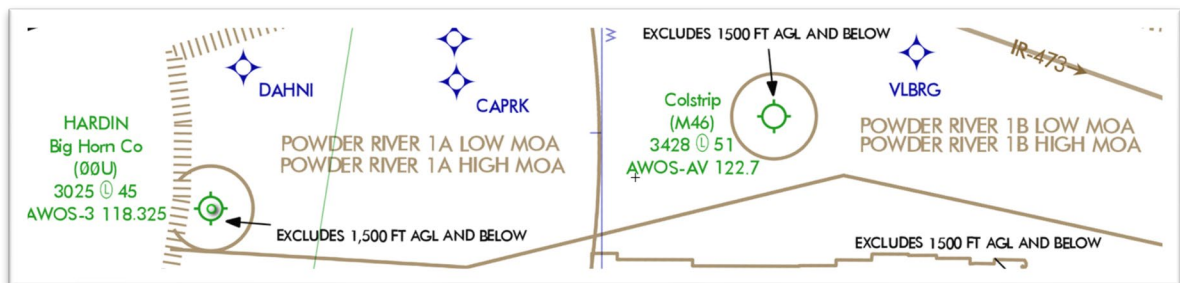 EXCLUDES 1500 FT AGL AND BELOW
W
IR-473
DAHNI
CAPRK
VLBRG
HARDIN
Big Horn Co
(ØØU)
3025 Ⓛ 45
AWOS-3 118.325
POWDER RIVER 1A LOW MOA
POWDER RIVER 1A HIGH MOA
Colstrip
(M46)
3428 Ⓛ 51
AWOS-AV 122.7
POWDER RIVER 1B LOW MOA
POWDER RIVER 1B HIGH MOA
EXCLUDES 1,500 FT AGL AND BELOW
EXCLUDES 1500 FT AGL AND BELOW